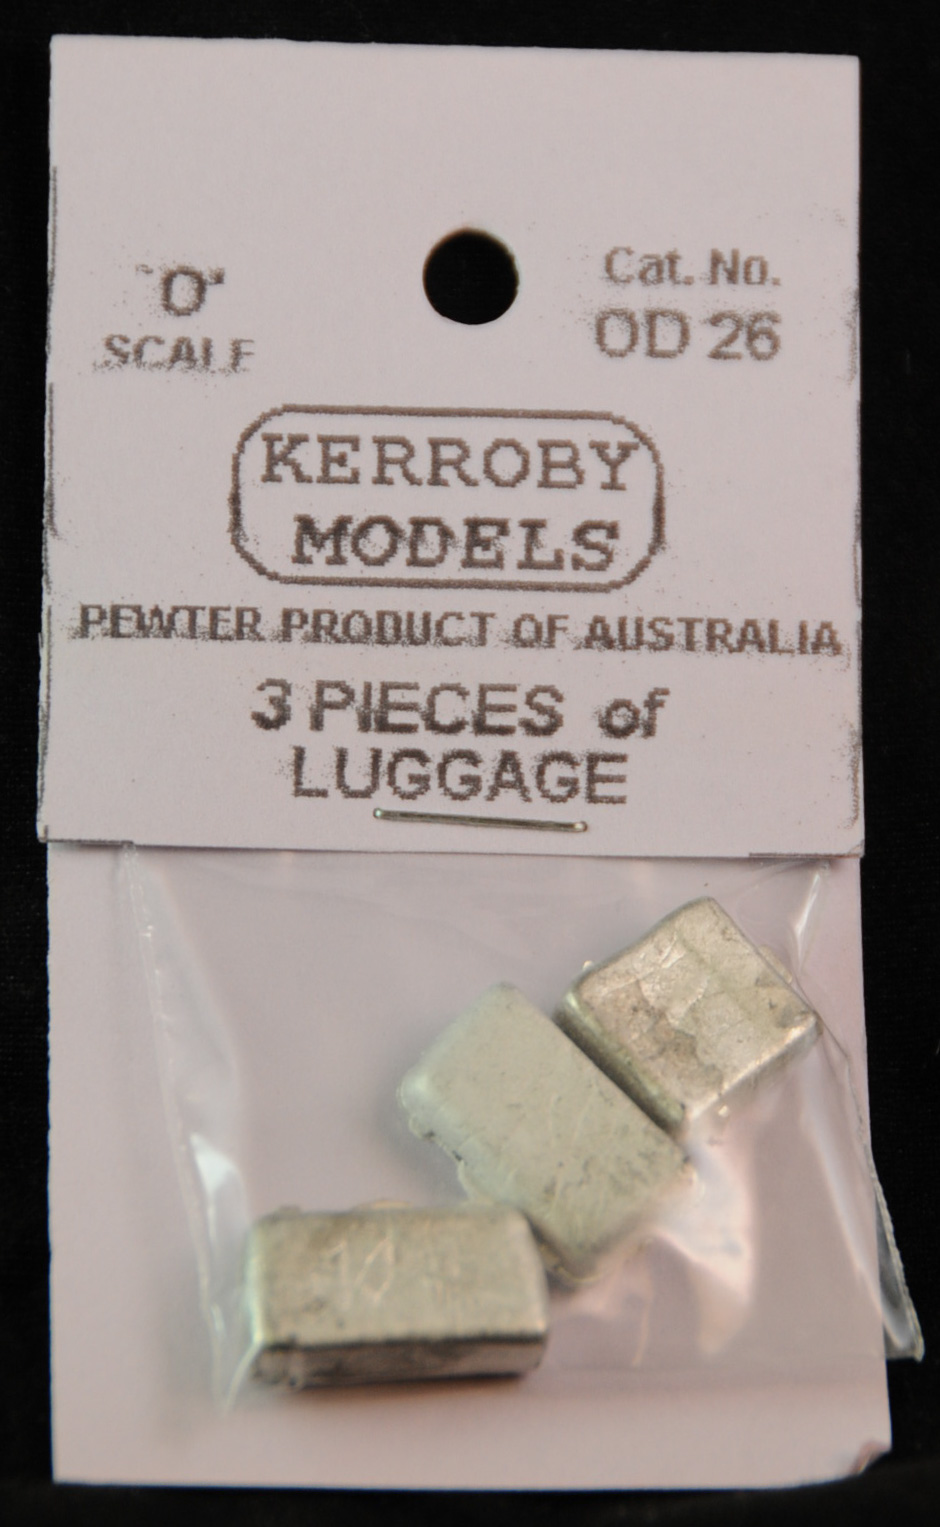 "O"
SCALE
Cat. No.
OD 26
KERROBY
MODELS
PEWTER PRODUCT OF AUSTRALIA
3 PIECES of
LUGGAGE